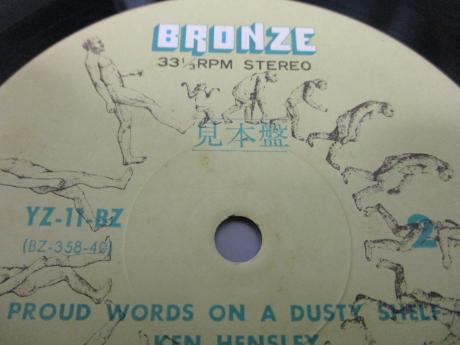 BRONZE
33⅓RPM STEREO
見本盤
YZ-11-BZ
2
(BZ-358-40)
PROUD WORDS ON A DUSTY SHELF
KEN HENSLEY